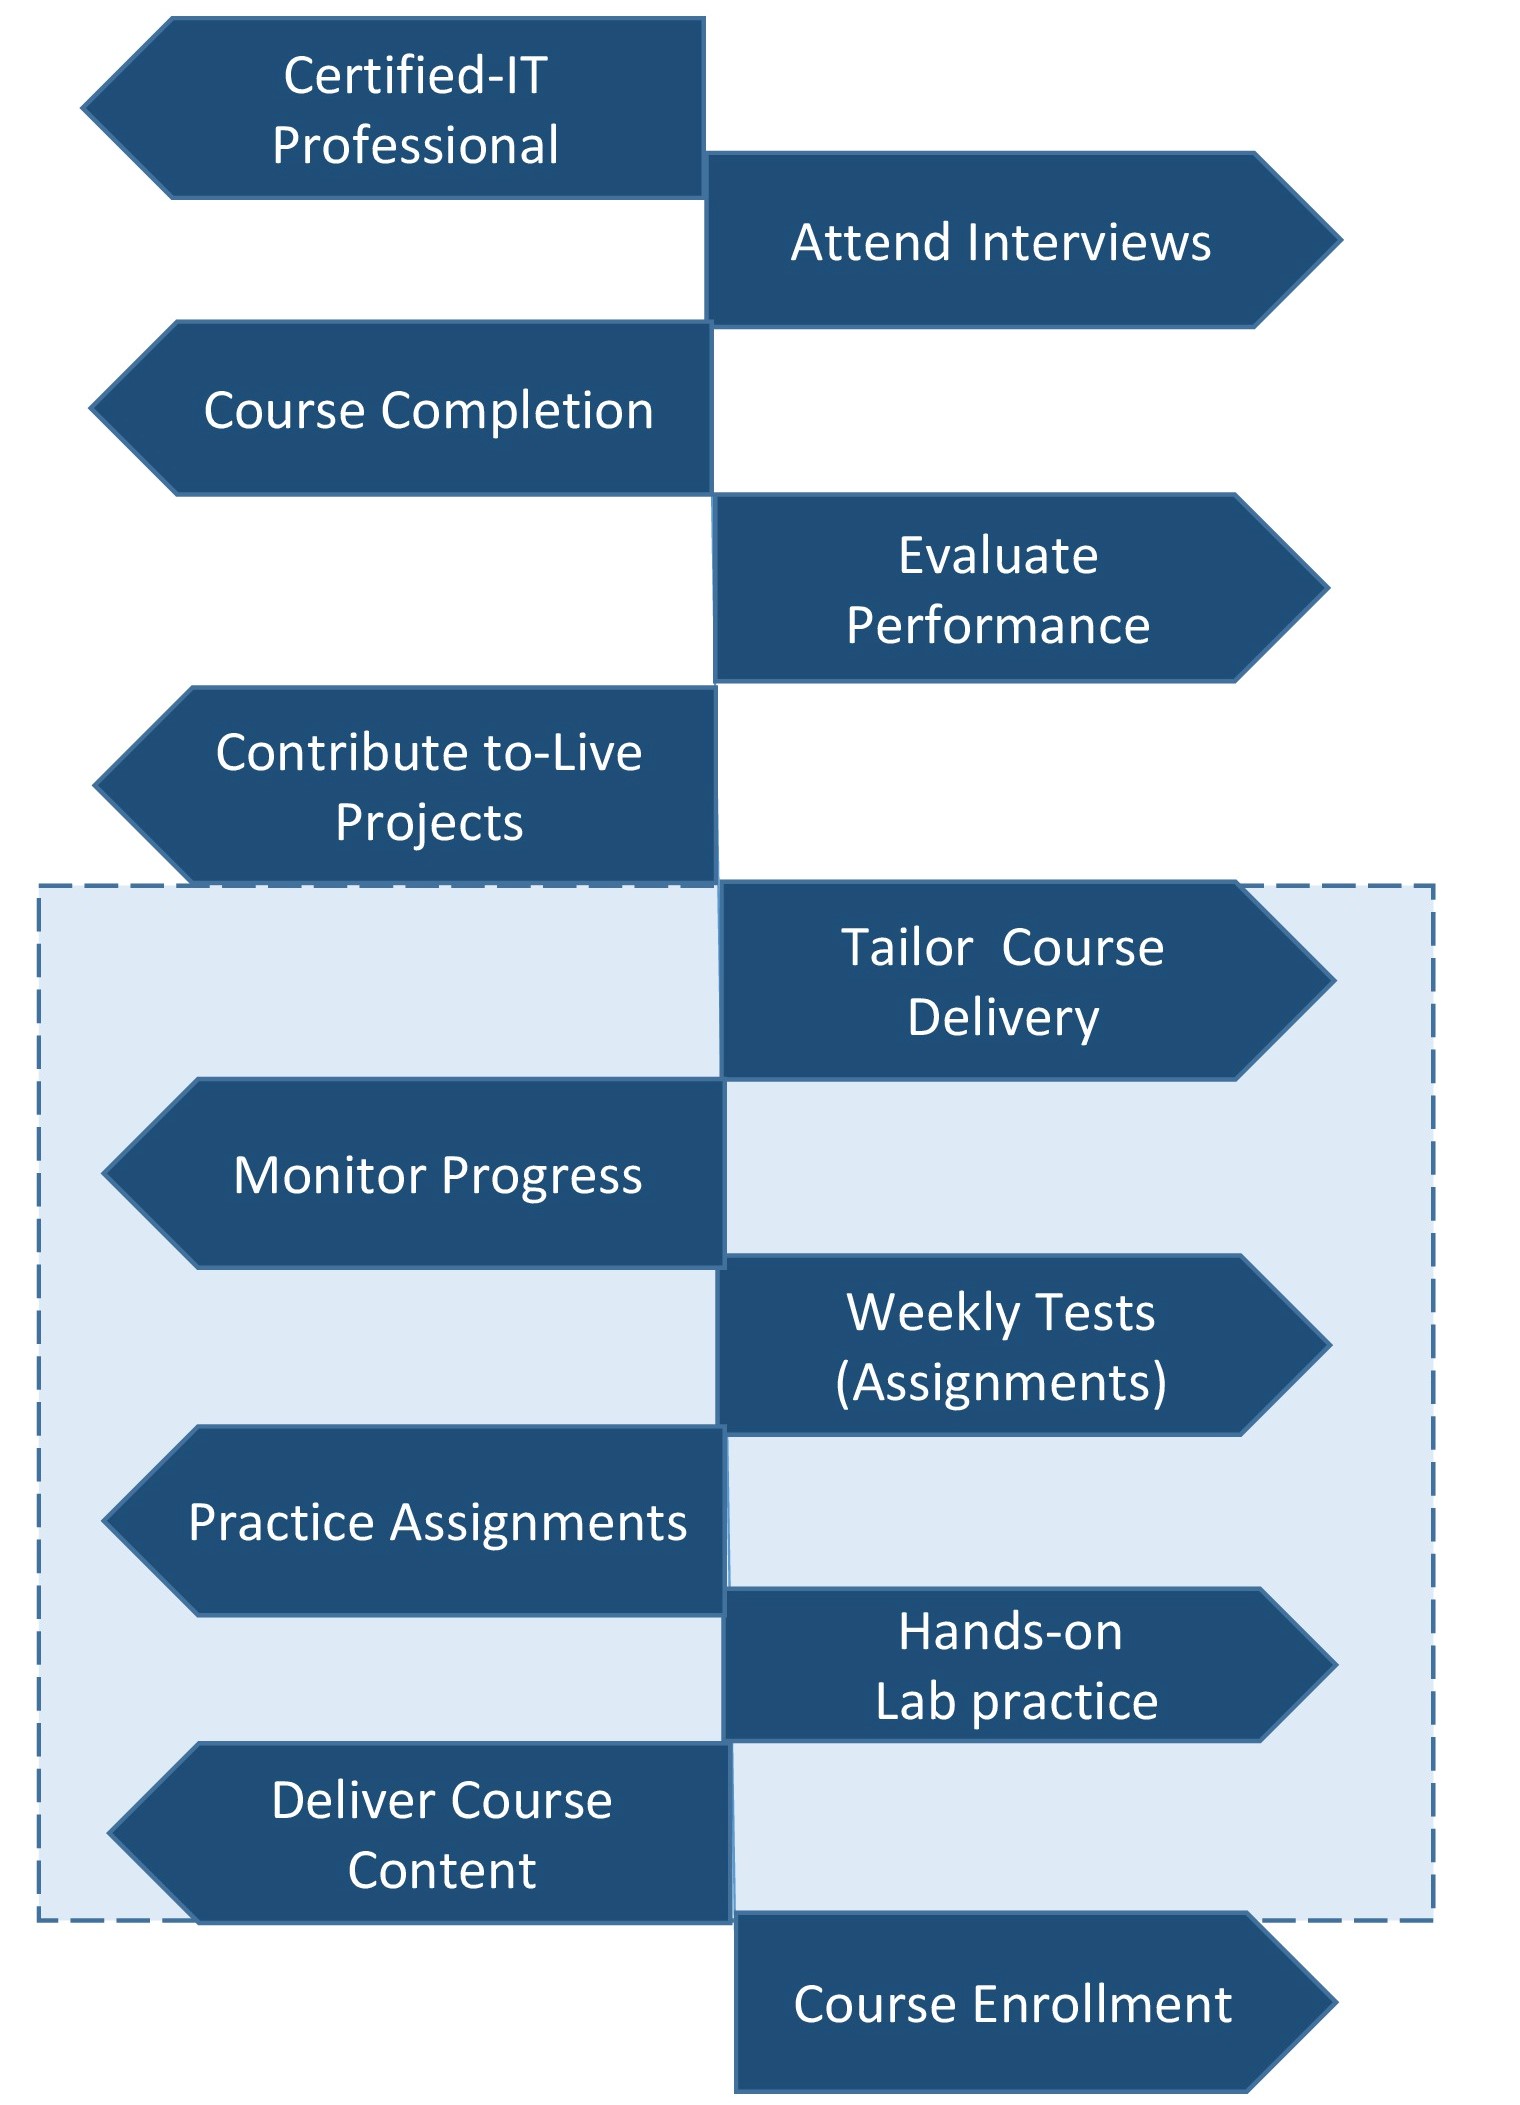 Certified-IT
Professional
Attend Interviews
Course Completion
Evaluate
Performance
Contribute to-Live
Projects
Tailor  Course
Delivery
Monitor Progress
Weekly Tests
(Assignments)
Practice Assignments
Hands-on
Lab practice
Deliver Course
Content
Course Enrollment